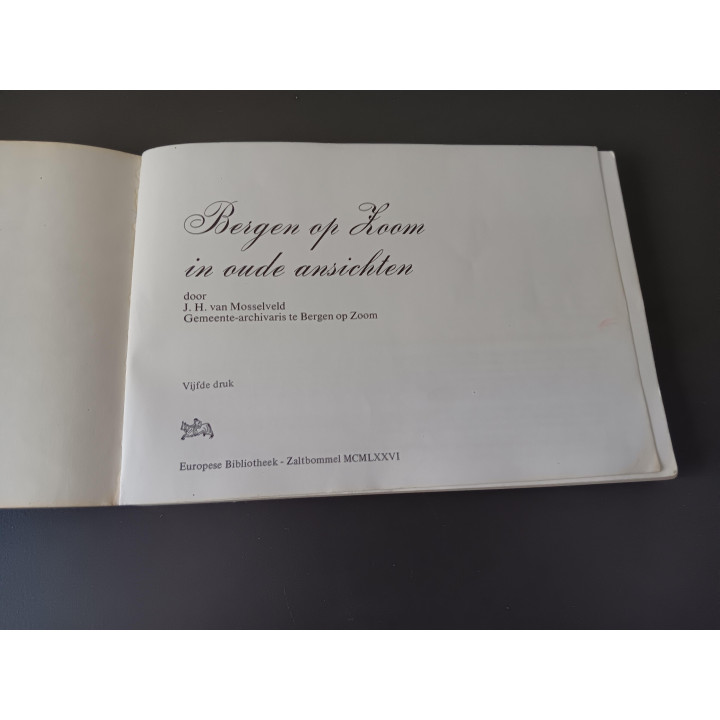 Bergen op Zoom
in oude ansichten
door
J. H. van Mosselveld
Gemeente-archivaris te Bergen op Zoom
Vijfde druk
Europese Bibliotheek - Zaltbommel MCMLXXVI